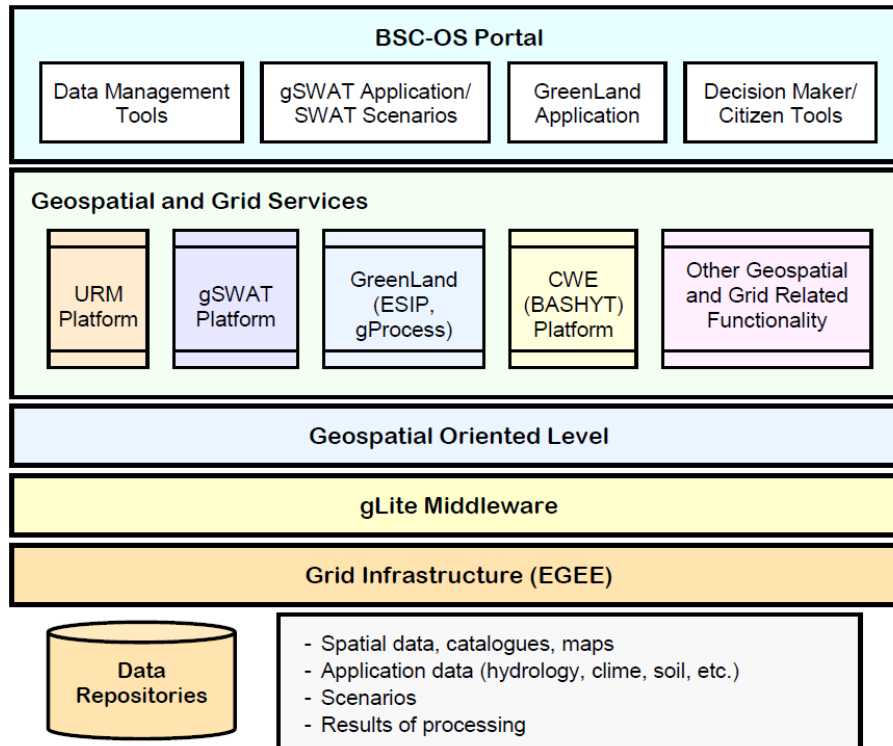 BSC-OS Portal
Data Management
Tools
gSWAT Application/
SWAT Scenarios
GreenLand
Application
Decision Maker/
Citizen Tools
Geospatial and Grid Services
URM
Platform
gSWAT
Platform
GreenLand
(ESIP,
gProcess)
CWE
(BASHYT)
Platform
Other Geospatial
and Grid Related
Functionality
Geospatial Oriented Level
gLite Middleware
Grid Infrastructure (EGEE)
Data
Repositories
- Spatial data, catalogues, maps
- Application data (hydrology, clime, soil, etc.)
- Scenarios
- Results of processing